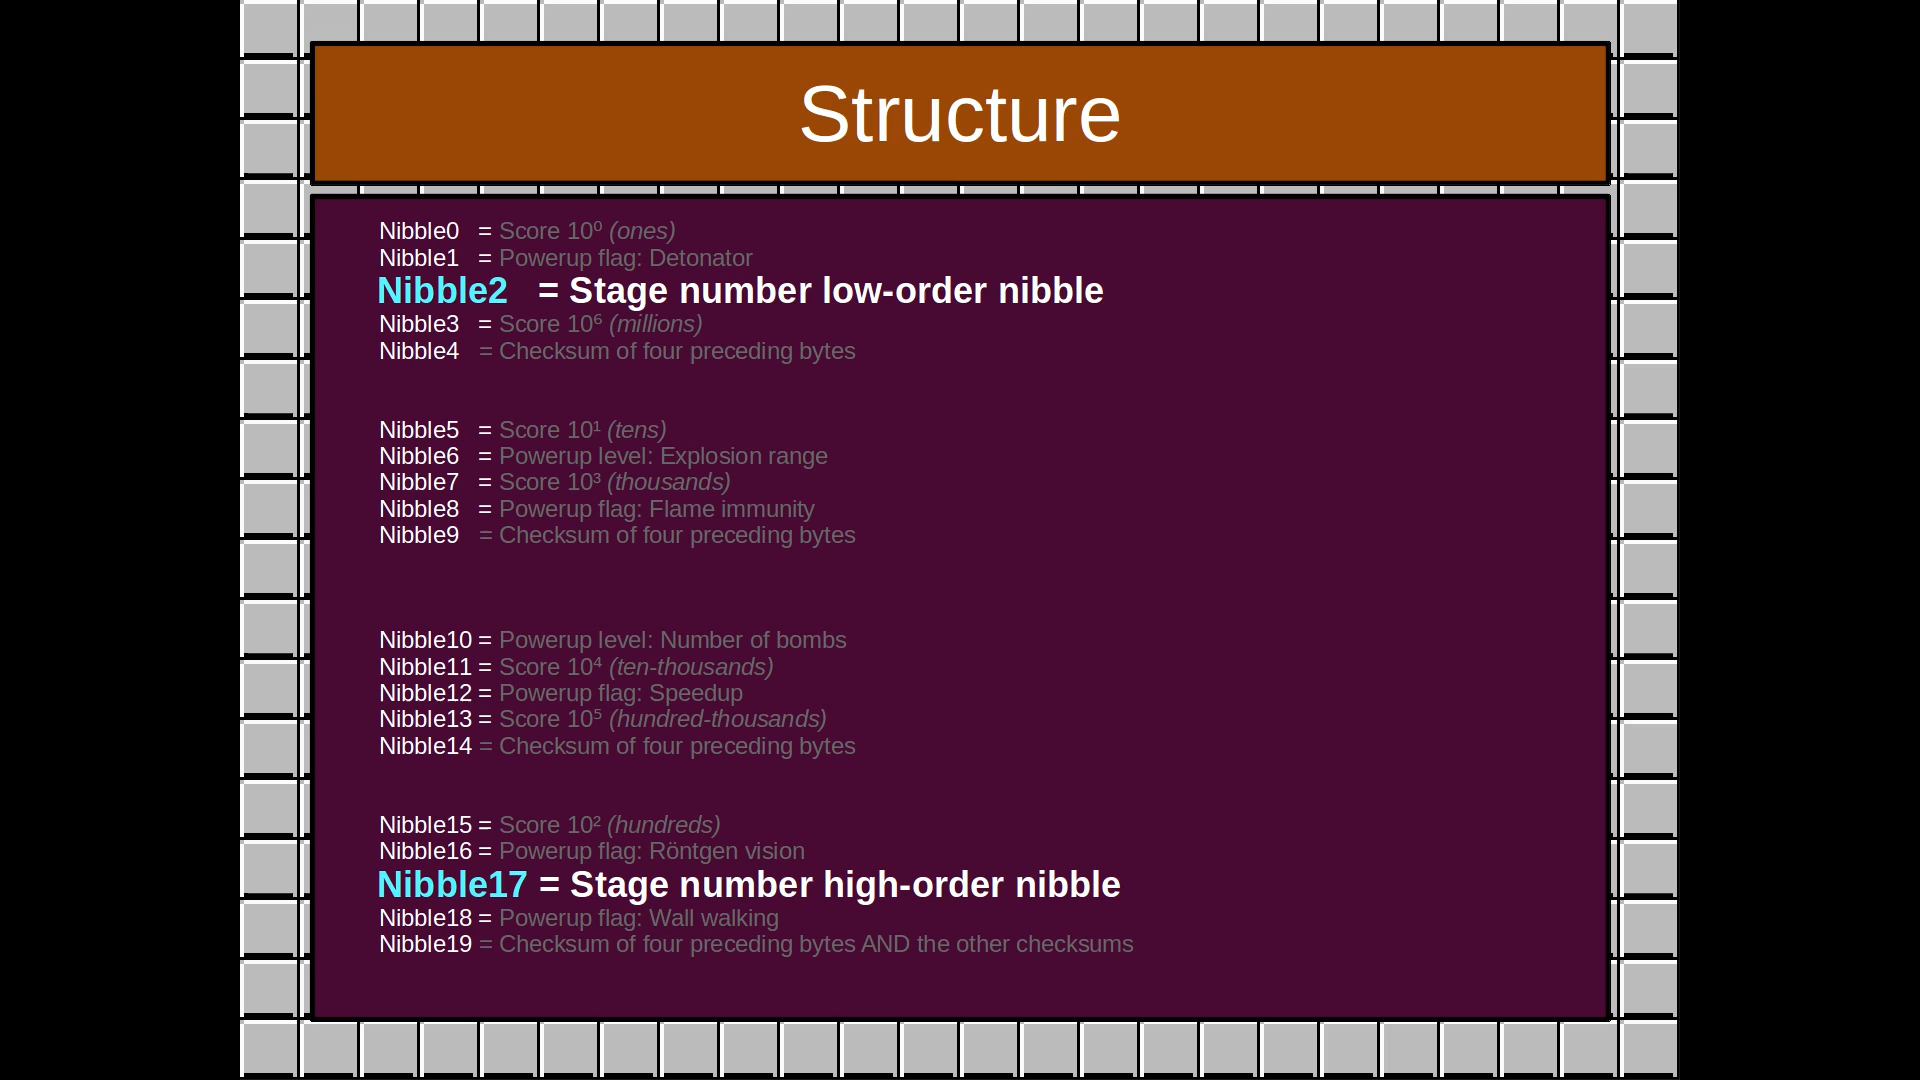 Structure
Nibble0 = Score 10⁰ (ones)
Nibble1 = Powerup flag: Detonator
Nibble2 = Stage number low-order nibble
Nibble3 = Score 10⁶ (millions)
Nibble4 = Checksum of four preceding bytes
Nibble5 = Score 10¹ (tens)
Nibble6 = Powerup level: Explosion range
Nibble7 = Score 10³ (thousands)
Nibble8 = Powerup flag: Flame immunity
Nibble9 = Checksum of four preceding bytes
Nibble10 = Powerup level: Number of bombs
Nibble11 = Score 10⁴ (ten-thousands)
Nibble12 = Powerup flag: Speedup
Nibble13 = Score 10⁵ (hundred-thousands)
Nibble14 = Checksum of four preceding bytes
Nibble15 = Score 10² (hundreds)
Nibble16 = Powerup flag: Röntgen vision
Nibble17 = Stage number high-order nibble
Nibble18 = Powerup flag: Wall walking
Nibble19 = Checksum of four preceding bytes AND the other checksums